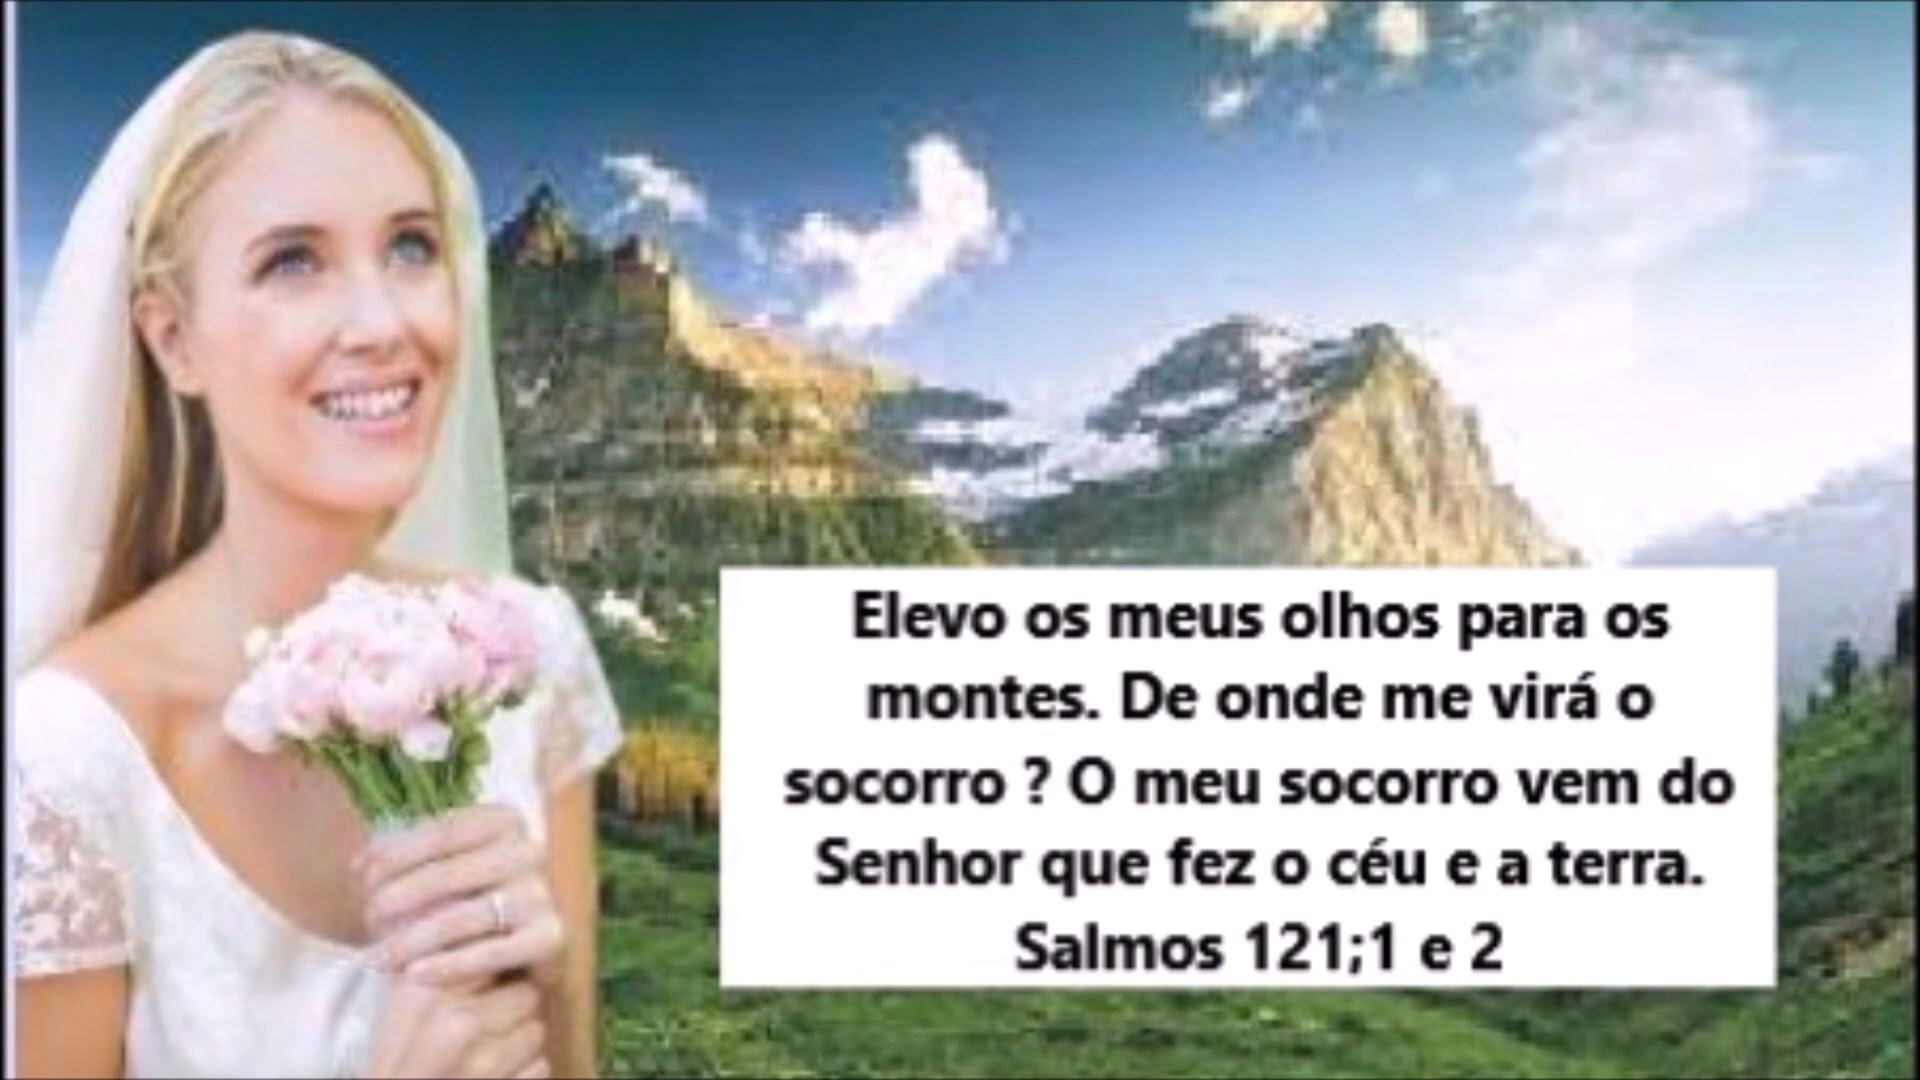 Elevo os meus olhos para os
montes. De onde me virá o
socorro ? O meu socorro vem do
Senhor que fez o céu e a terra.
Salmos 121;1 e 2